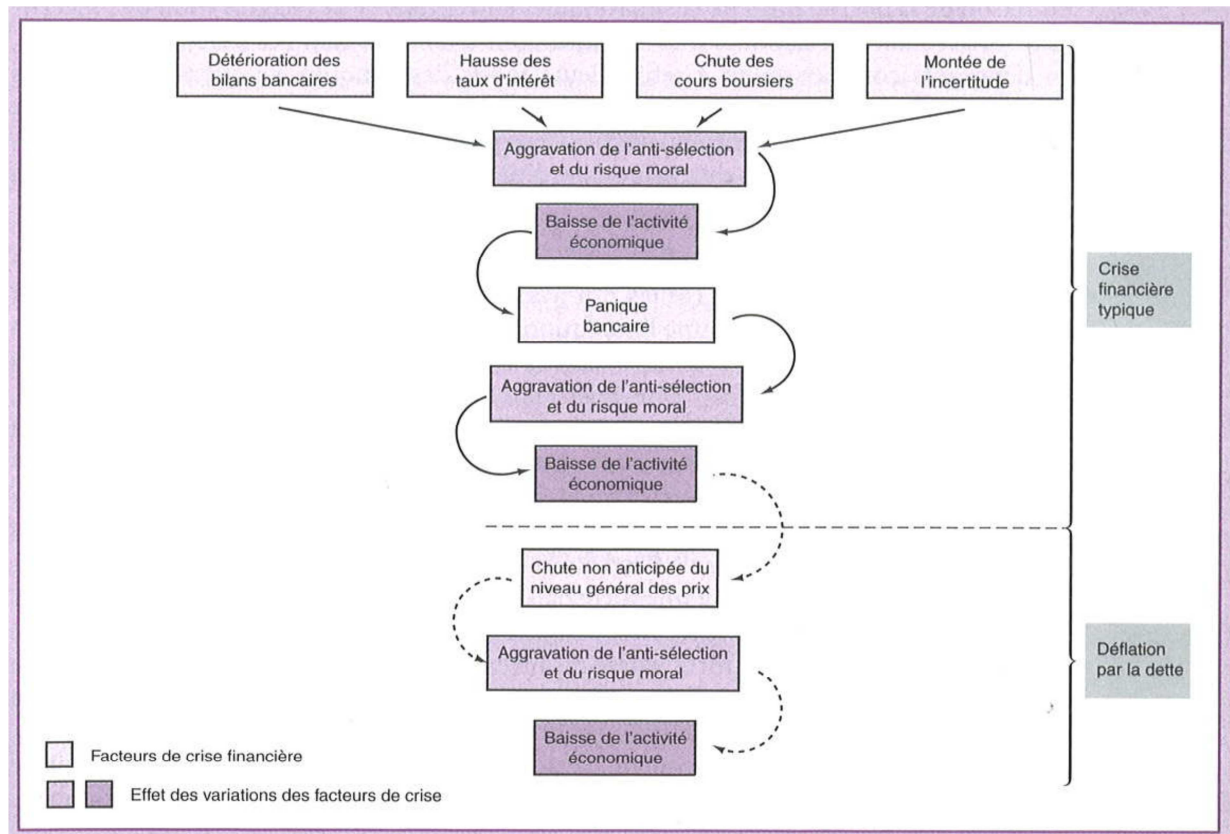 Détérioration des
bilans bancaires
Hausse des
taux d'intérêt
Chute des
cours boursiers
Montée de
l'incertitude
Aggravation de l'anti-sélection
et du risque moral
Baisse de l'activité
économique
Panique
bancaire
Aggravation de l'anti-sélection
et du risque moral
Baisse de l'activité
économique
Crise
financière
typique
Chute non anticipée du
niveau général des prix
Aggravation de l'anti-sélection
et du risque moral
Baisse de l'activité
économique
Déflation
par la dette
Facteurs de crise financière
Effet des variations des facteurs de crise